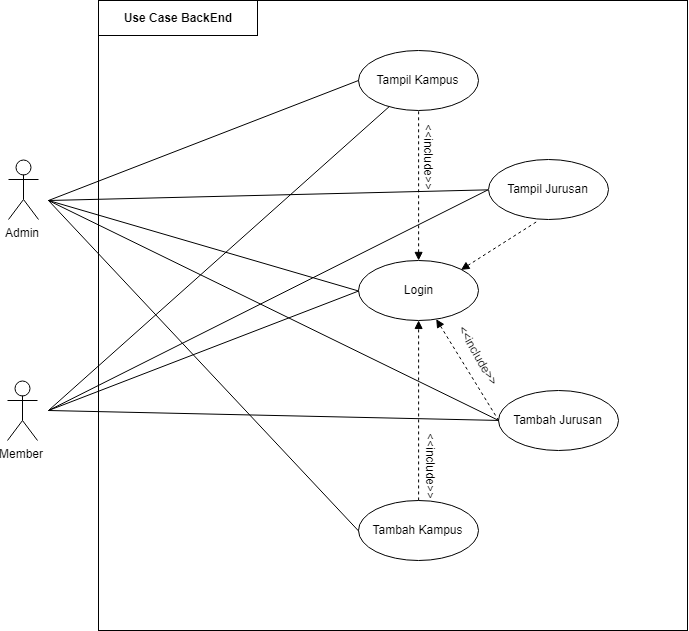 Use Case BackEnd
Tampil Kampus
<<include>>
Tampil Jurusan
Admin
Login
<<include>>
Member
Tambah Jurusan
<<include>>
Tambah Kampus